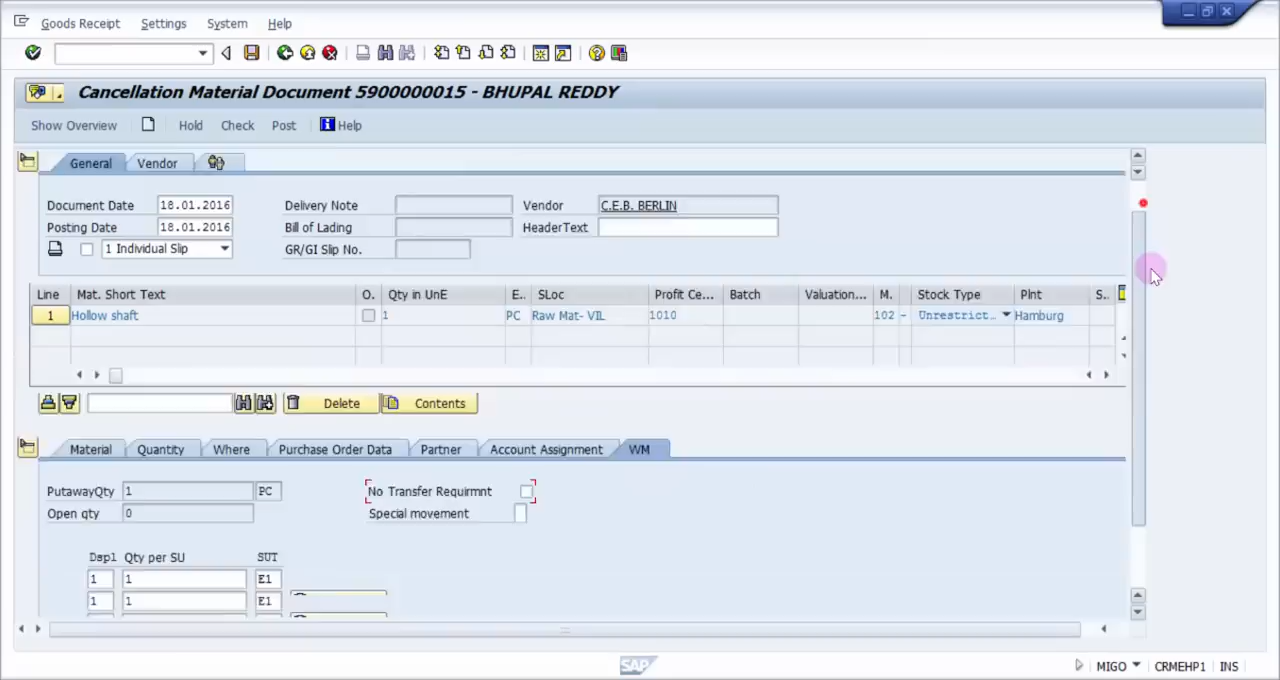 Goods Receipt Settings System Help
Cancellation Material Document 5900000015 - BHUPAL REDDY
Show Overview Hold Check Post Help
General Vendor
Document Date 18.01.2016 Delivery Note Vendor C.E.B. BERLIN
Posting Date 18.01.2016 Bill of Lading HeaderText
1 Individual Slip GR/GI Slip No.
Line Mat. Short Text O. Qty in UnE E.. SLoc Profit Ce... Batch Valuation... M. Stock Type Plnt S..
1 Hollow shaft 1 PC Raw Mat- VIL 1010 102 - Unrestrict... Hamburg
Delete Contents
Material Quantity Where Purchase Order Data Partner Account Assignment WM
PutawayQty 1 PC No Transfer Requirmnt
Open qty 0 Special movement
Dspl Qty per SU SUT
1 1 E1
1 1 E1
SAP MIGO CRMEHP1 INS